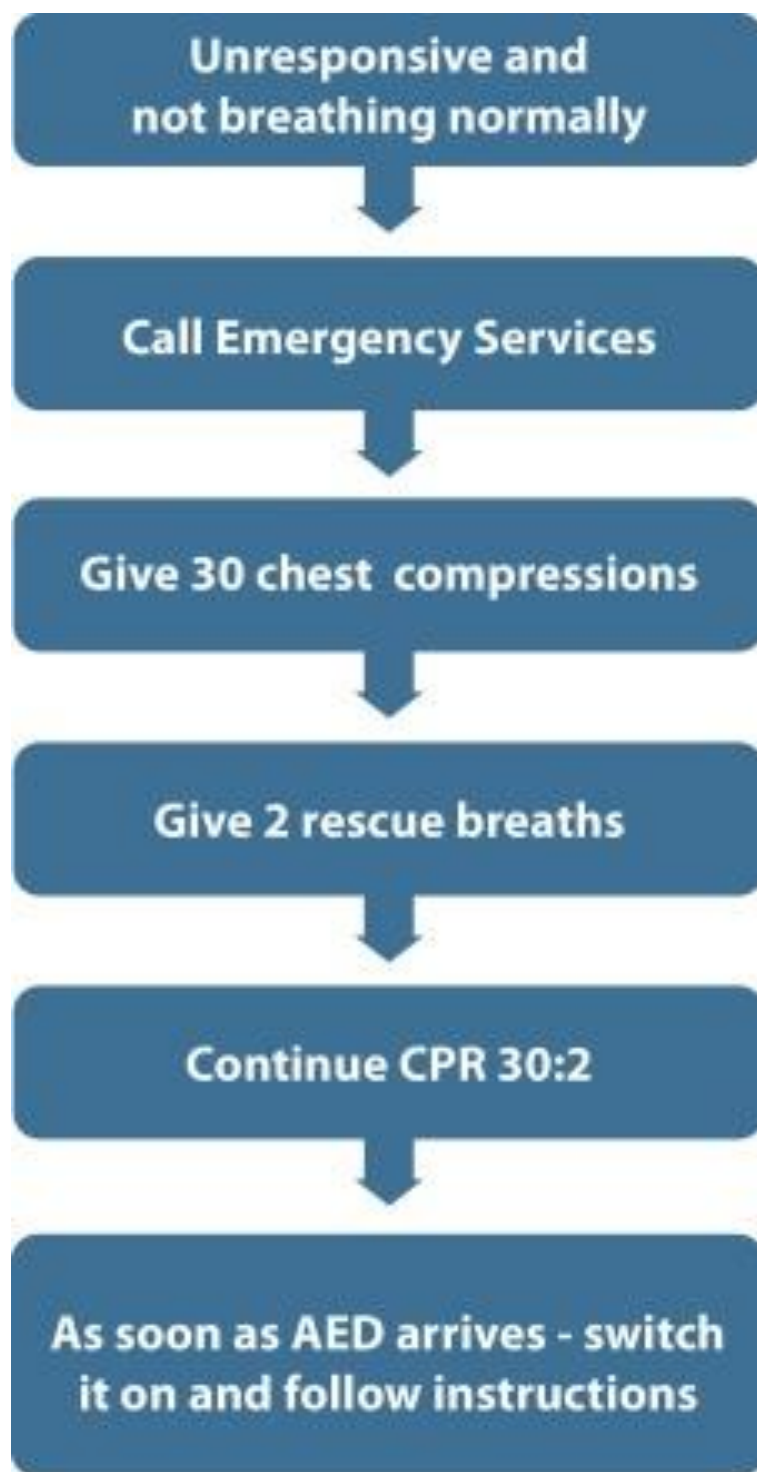 Unresponsive and
not breathing normally
Call Emergency Services
Give 30 chest compressions
Give 2 rescue breaths
Continue CPR 30:2
As soon as AED arrives - switch
it on and follow instructions